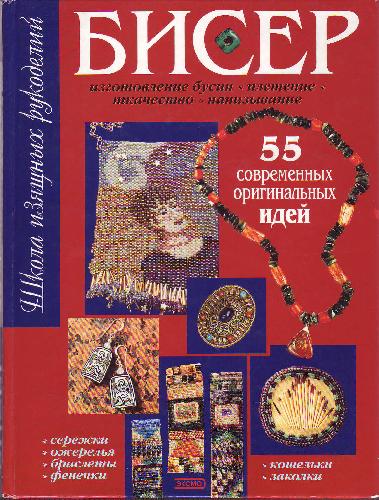 Школа изящных рукоделий
БИСЕР
изготовление бусин • плетение •
ткачество • нанизывание
55
современных
оригинальных
идей
• сережки
• ожерелья
• браслеты
• фенечки
• кошельки
• заколки
ЭКСМО